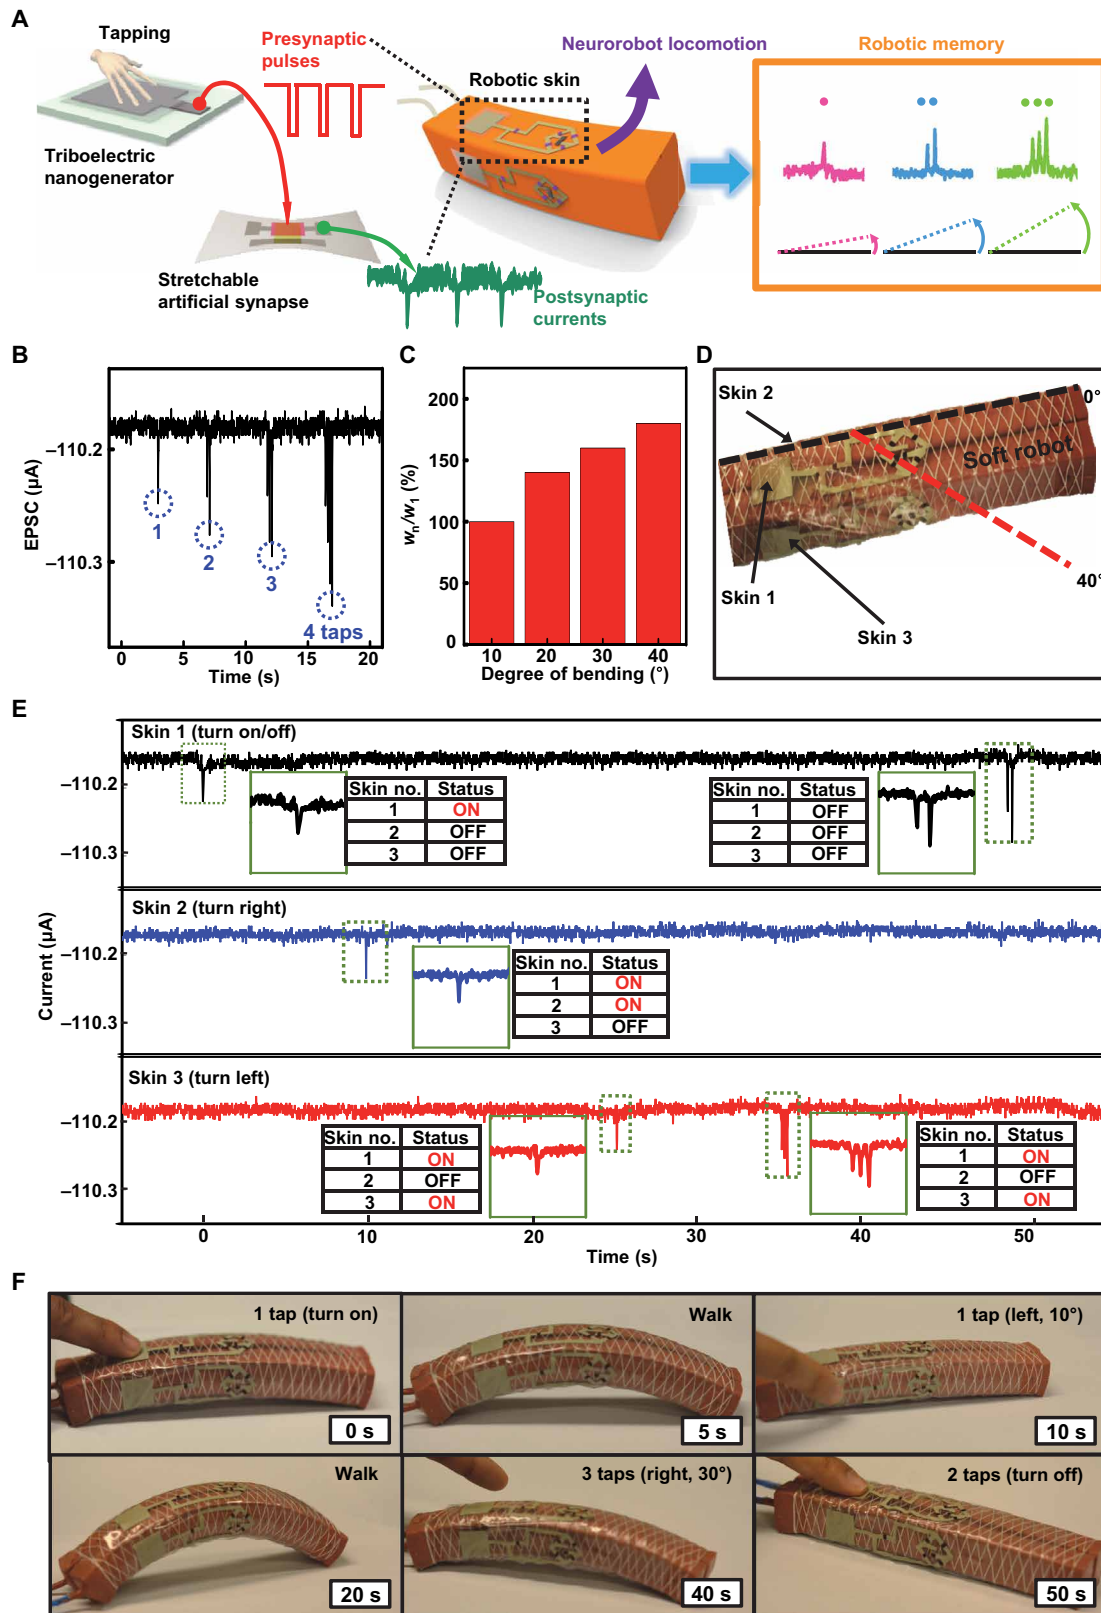 A
Tapping
Presynaptic
pulses
Triboelectric
nanogenerator
Robotic skin
Neurorobot locomotion
Robotic memory
Stretchable
artificial synapse
Postsynaptic
currents
B
EPSC (µA)
–110.2
–110.3
1
2
3
4 taps
0 5 10 15 20
Time (s)
C
wn/w1 (%)
200
150
100
50
0
10 20 30 40
Degree of bending (°)
D
Skin 2
0°
Soft robot
Skin 1
Skin 3
40°
E
Current (µA)
Skin 1 (turn on/off)
–110.2
–110.3
Skin no. Status
1 ON
2 OFF
3 OFF
Skin no. Status
1 OFF
2 OFF
3 OFF
Skin 2 (turn right)
–110.2
–110.3
Skin no. Status
1 ON
2 ON
3 OFF
Skin 3 (turn left)
–110.2
–110.3
Skin no. Status
1 ON
2 OFF
3 ON
Skin no. Status
1 ON
2 OFF
3 ON
0 10 20 30 40 50
Time (s)
F
1 tap (turn on)
0 s
Walk
5 s
1 tap (left, 10°)
10 s
Walk
20 s
3 taps (right, 30°)
40 s
2 taps (turn off)
50 s